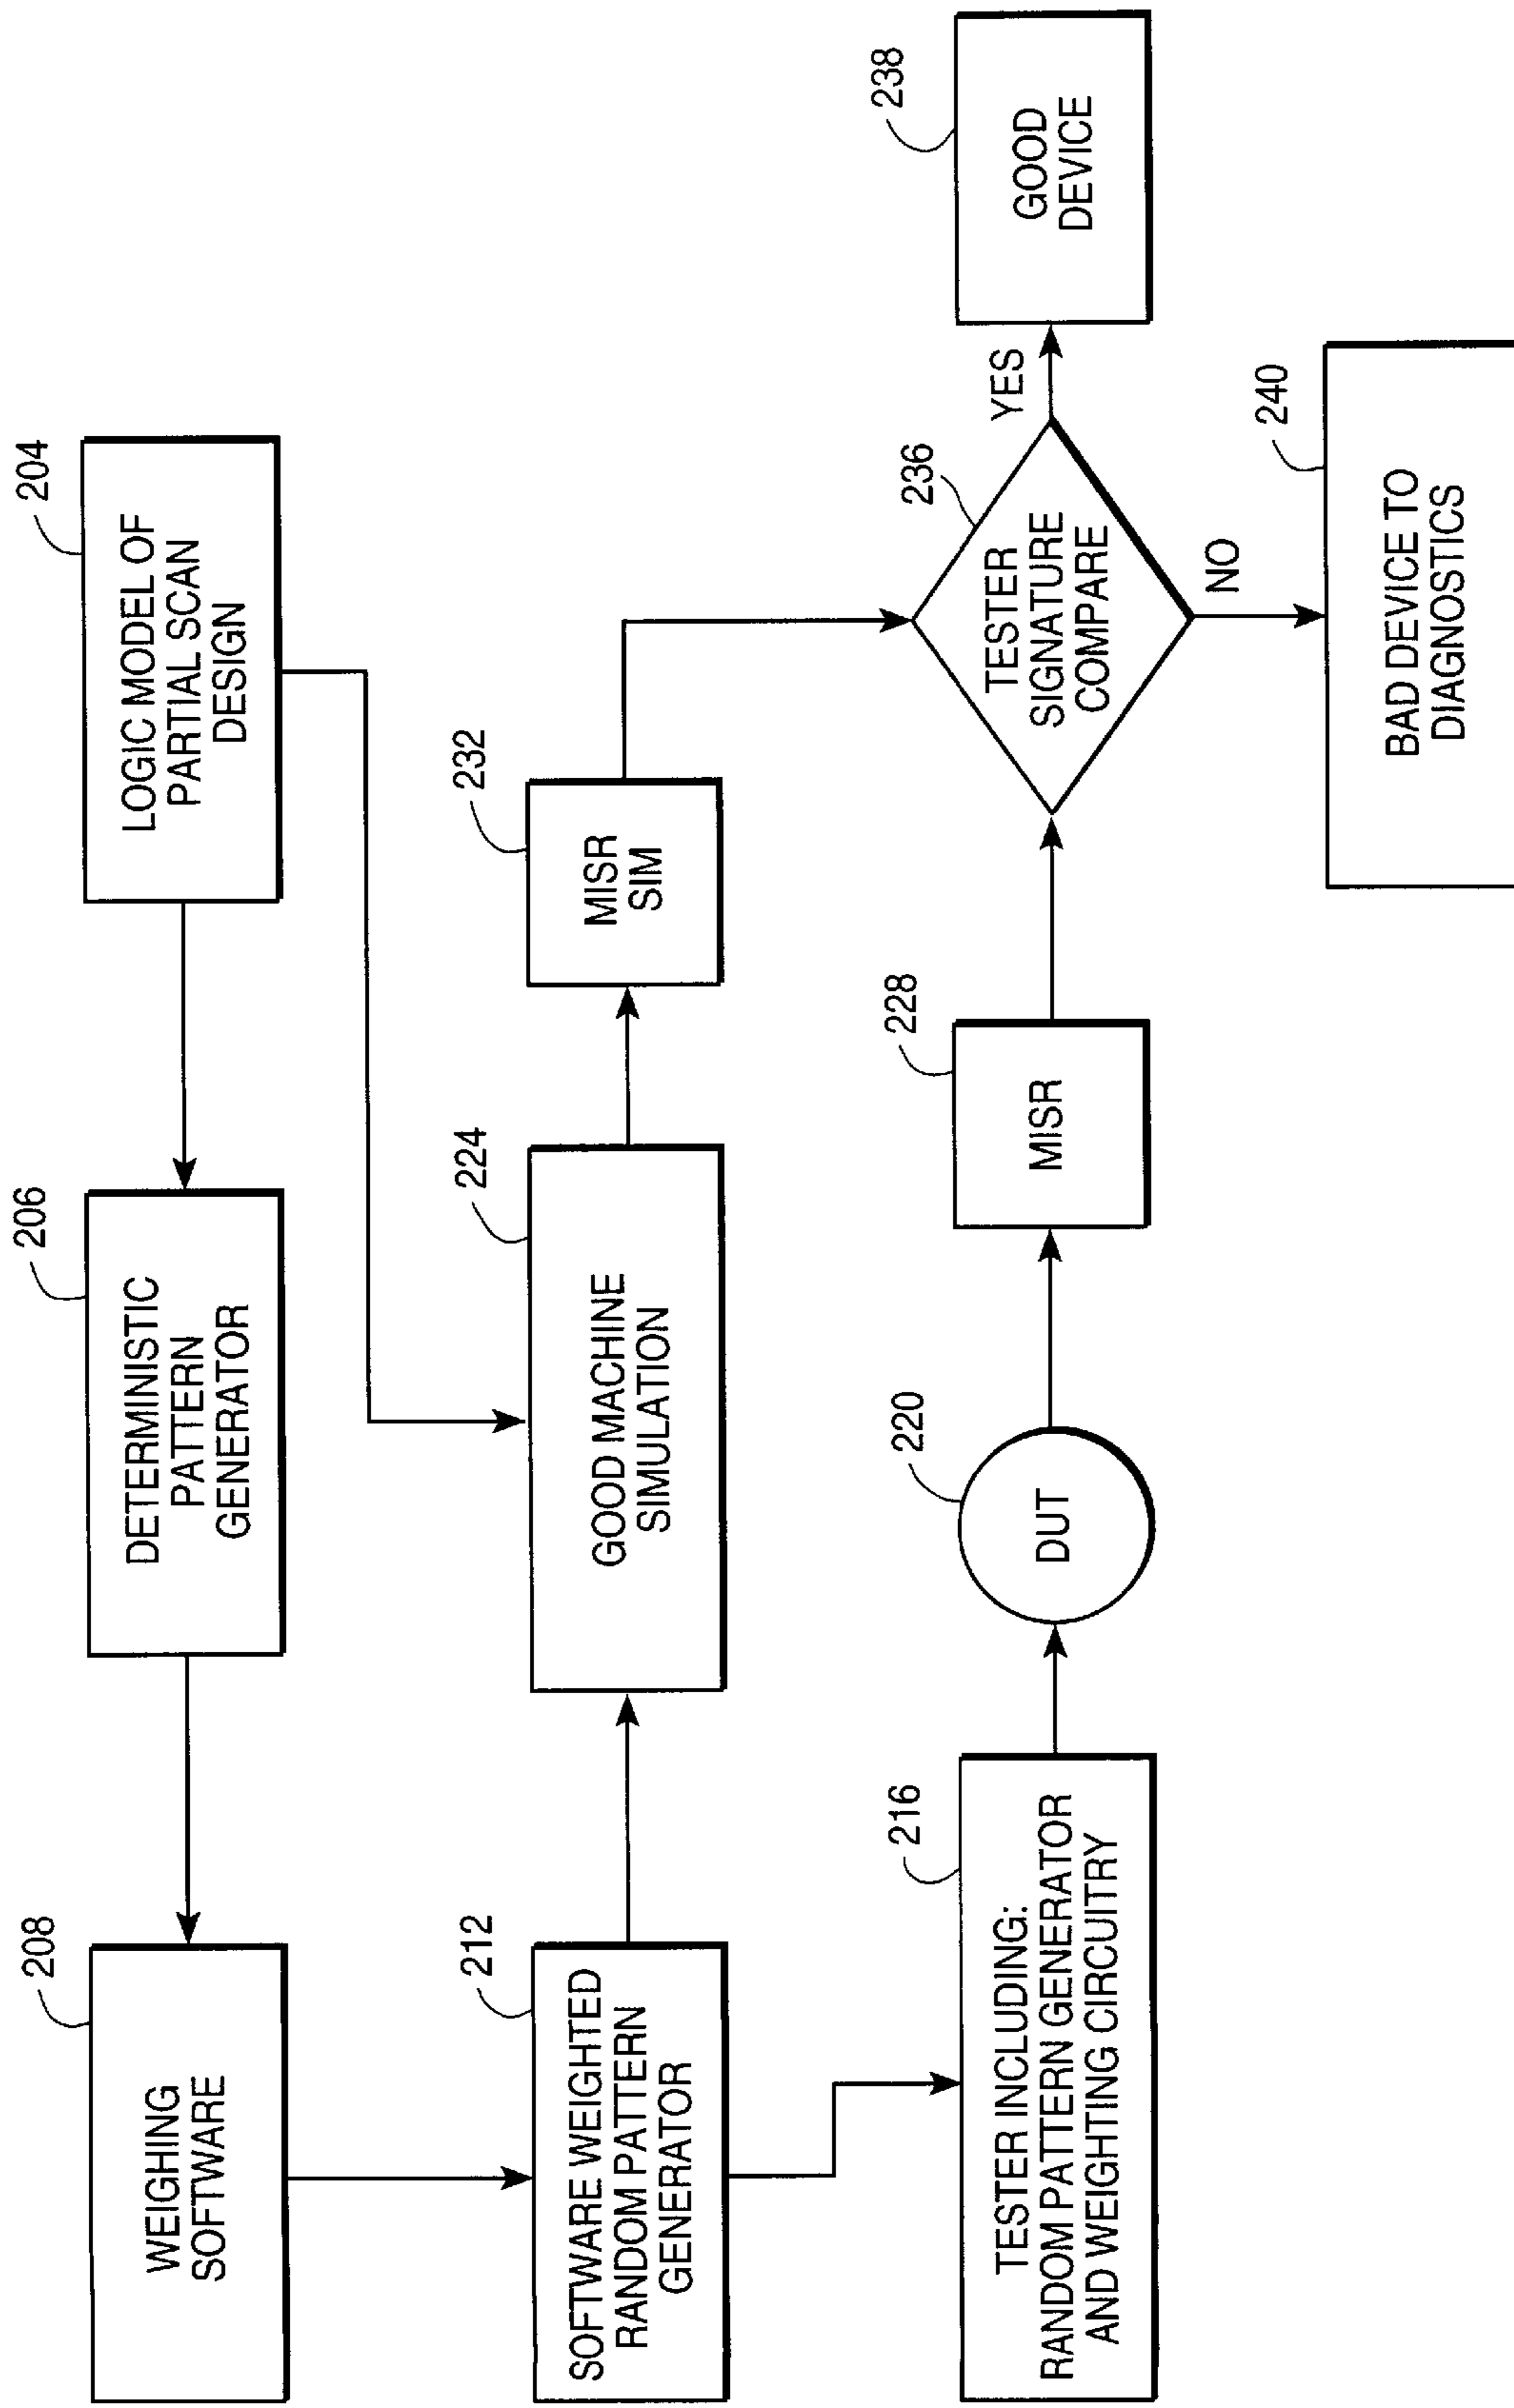 204
LOGIC MODEL OF
PARTIAL SCAN
DESIGN
206
DETERMINISTIC
PATTERN
GENERATOR
208
WEIGHING
SOFTWARE
212
SOFTWARE WEIGHTED
RANDOM PATTERN
GENERATOR
224
GOOD MACHINE
SIMULATION
232
MISR
SIM
216
TESTER INCLUDING:
RANDOM PATTERN GENERATOR
AND WEIGHTING CIRCUITRY
220
DUT
228
MISR
236
TESTER
SIGNATURE
COMPARE
YES
238
GOOD
DEVICE
NO
240
BAD DEVICE TO
DIAGNOSTICS